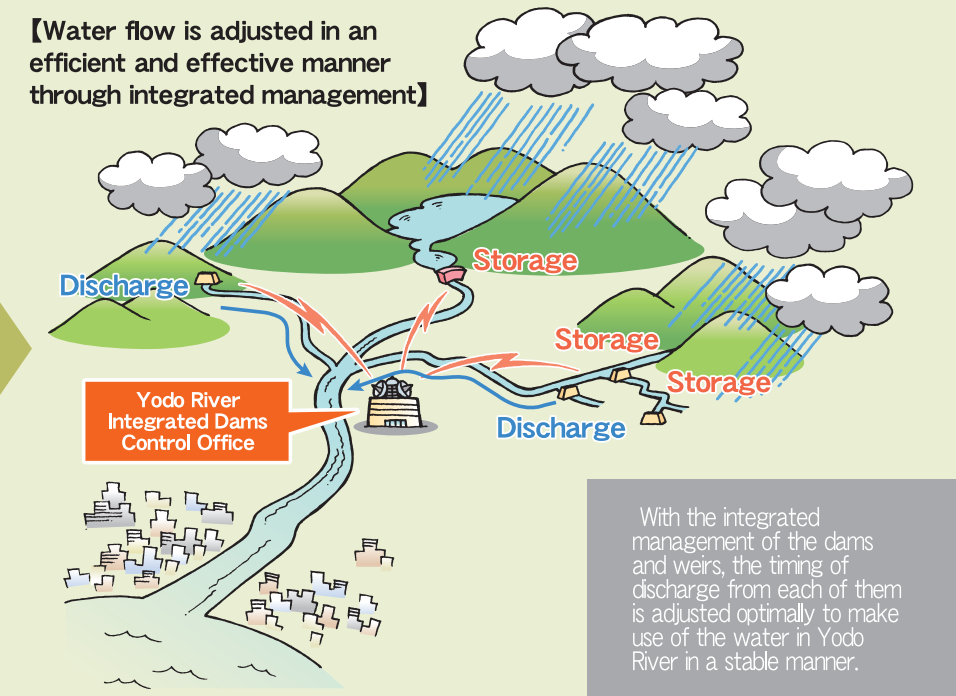 【Water flow is adjusted in an
efficient and effective manner
through integrated management】
Storage
Discharge
Storage
Storage
Discharge
Yodo River
Integrated Dams
Control Office
With the integrated
management of the dams
and weirs, the timing of
discharge from each of them
is adjusted optimally to make
use of the water in Yodo
River in a stable manner.